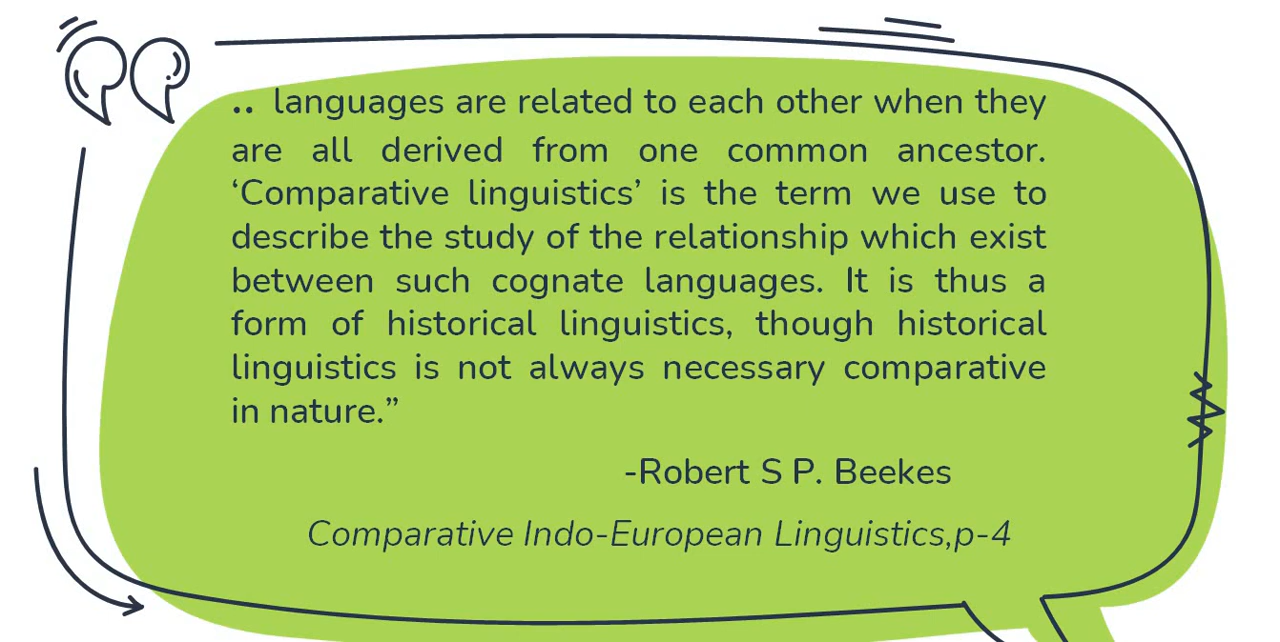 .. languages are related to each other when they
are all derived from one common ancestor.
‘Comparative linguistics’ is the term we use to
describe the study of the relationship which exist
between such cognate languages. It is thus a
form of historical linguistics, though historical
linguistics is not always necessary comparative
in nature.”
-Robert S P. Beekes
Comparative Indo-European Linguistics,p-4